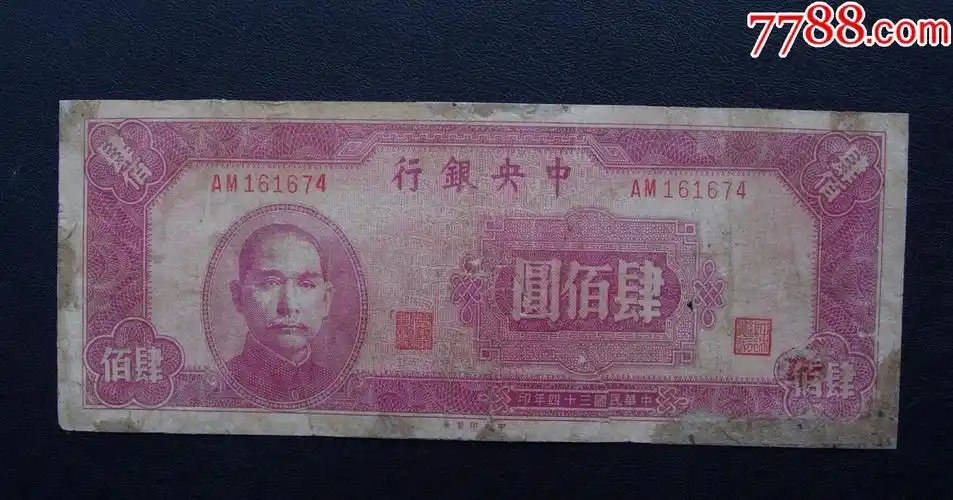 7788.com
中央銀行
AM161674
AM161674
肆佰圓
肆佰
肆佰
中華民國三十四年印